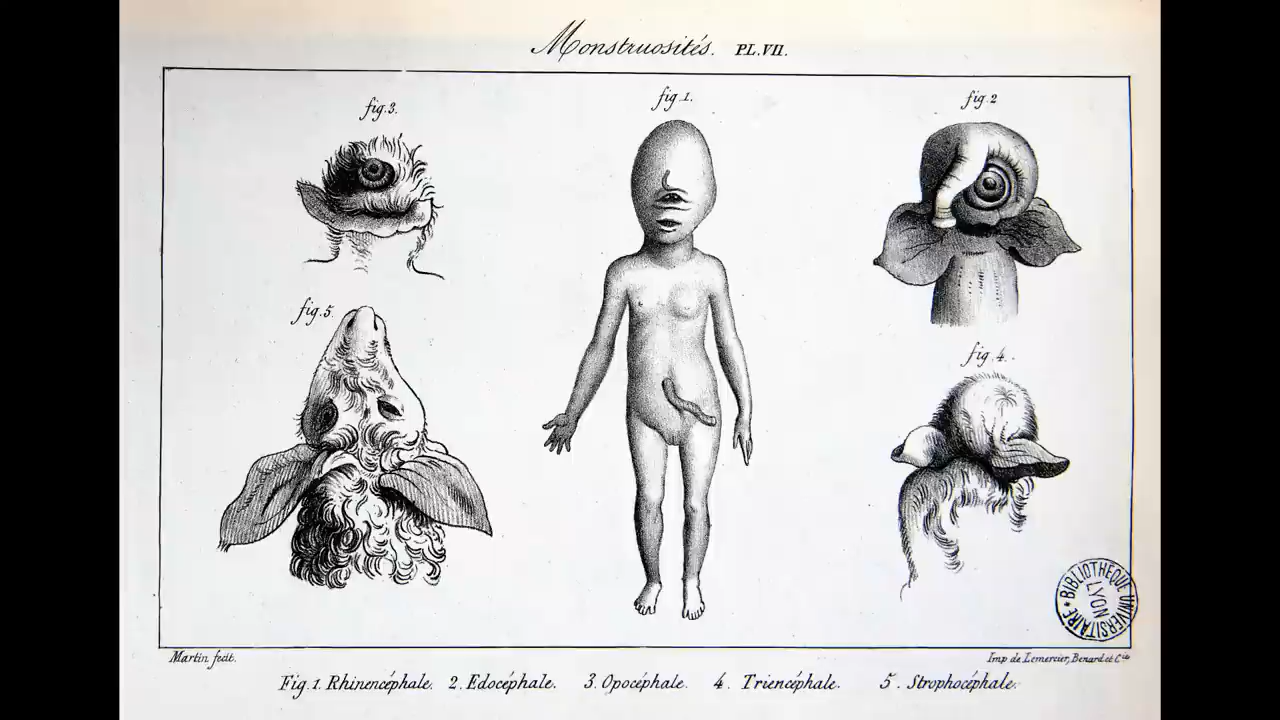 Monstruosités. PL.VII.
fig.3.
fig.1.
fig.2
fig.5.
fig.4.
BIBLIOTHEQUE UNIVERSITAIRE
LYON
Martin fecit.
Imp de Lemercier, Benard et Cie
Fig.1. Rhinencéphale. 2. Edocéphale. 3. Opocéphale. 4. Triencéphale. 5. Strophocéphale.